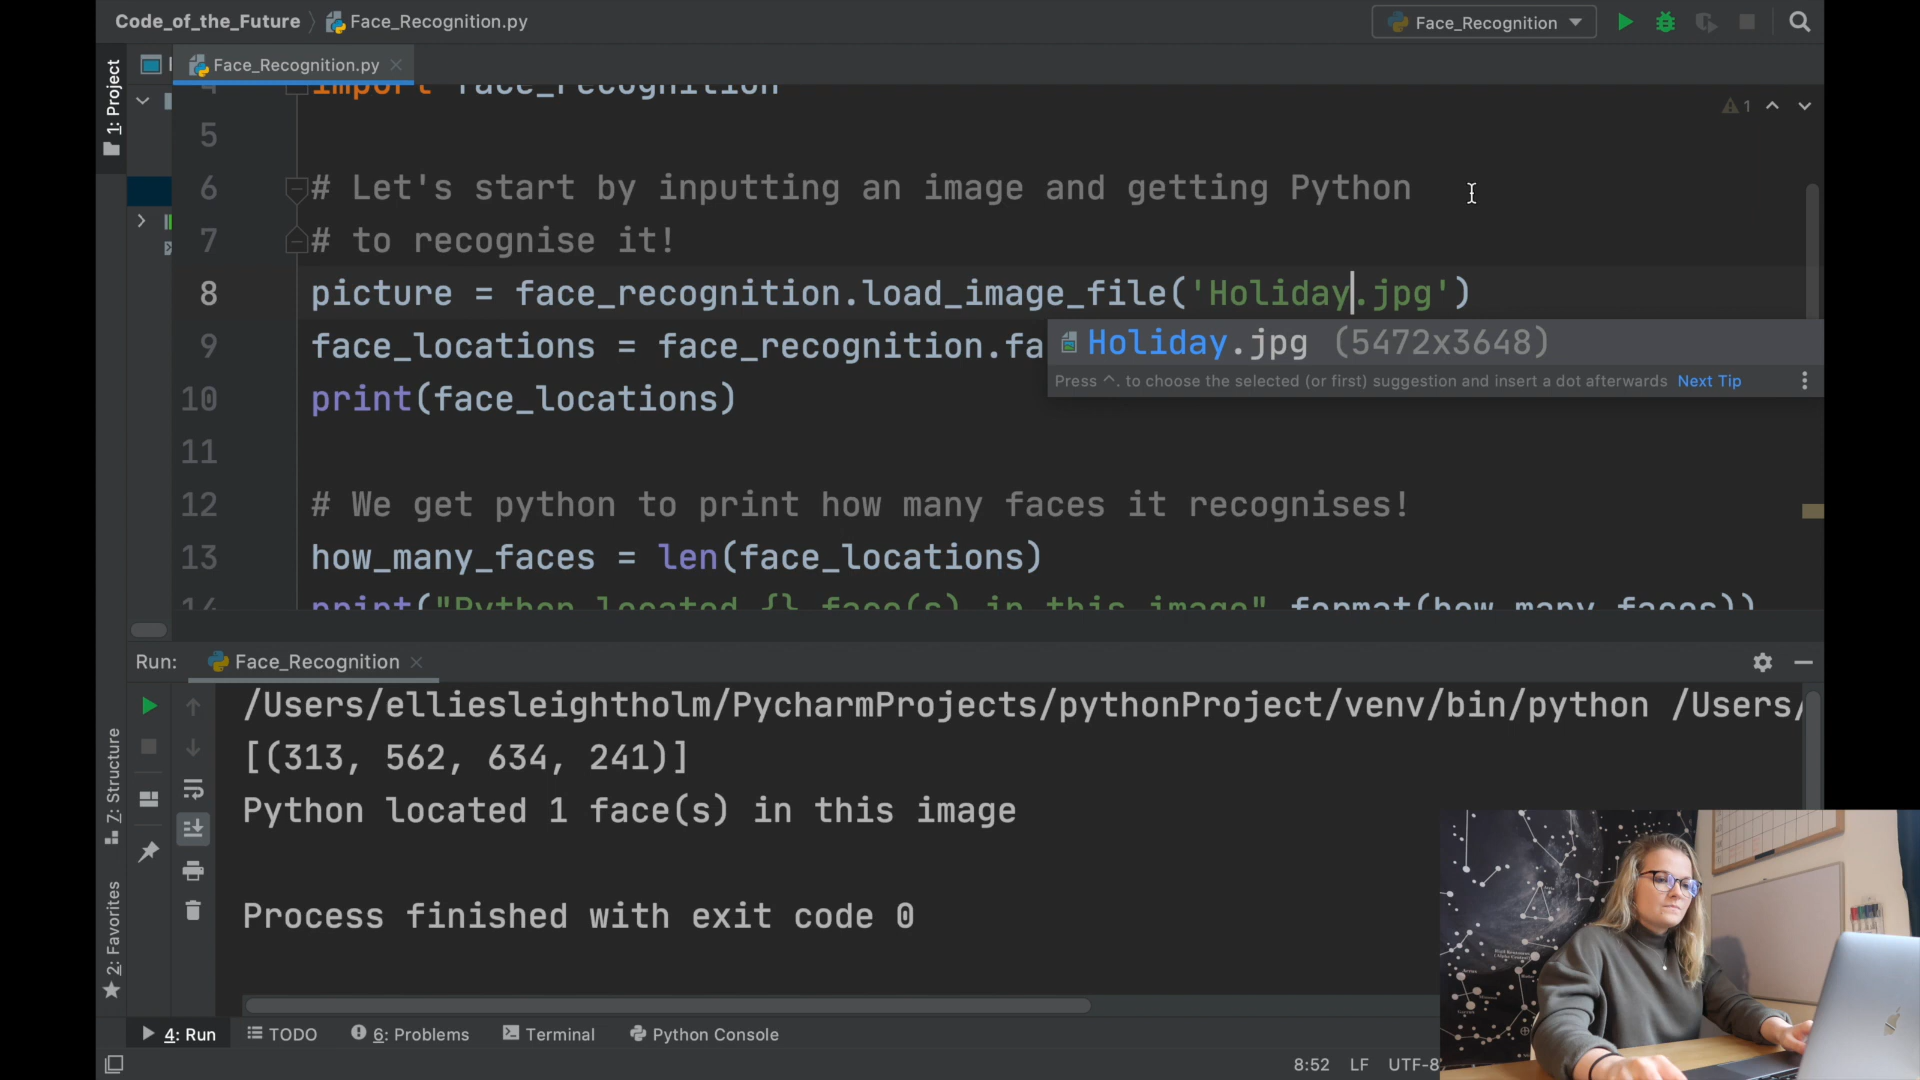 Code_of_the_Future
Face_Recognition.py
Face_Recognition
1: Project
Face_Recognition.py
4 import face_recognition
1
5
6 # Let's start by inputting an image and getting Python
7 # to recognise it!
8 picture = face_recognition.load_image_file('Holiday.jpg')
9 face_locations = face_recognition.fa
Holiday.jpg (5472x3648)
Press ^. to choose the selected (or first) suggestion and insert a dot afterwards Next Tip
10 print(face_locations)
11
12 # We get python to print how many faces it recognises!
13 how_many_faces = len(face_locations)
14 print("Python located {} face(s) in this image".format(how_many_faces))
Run: Face_Recognition
/Users/elliesleightholm/PycharmProjects/pythonProject/venv/bin/python /Users/
[(313, 562, 634, 241)]
Python located 1 face(s) in this image
Process finished with exit code 0
7: Structure
2: Favorites
4: Run
TODO
6: Problems
Terminal
Python Console
8:52 LF UTF-8